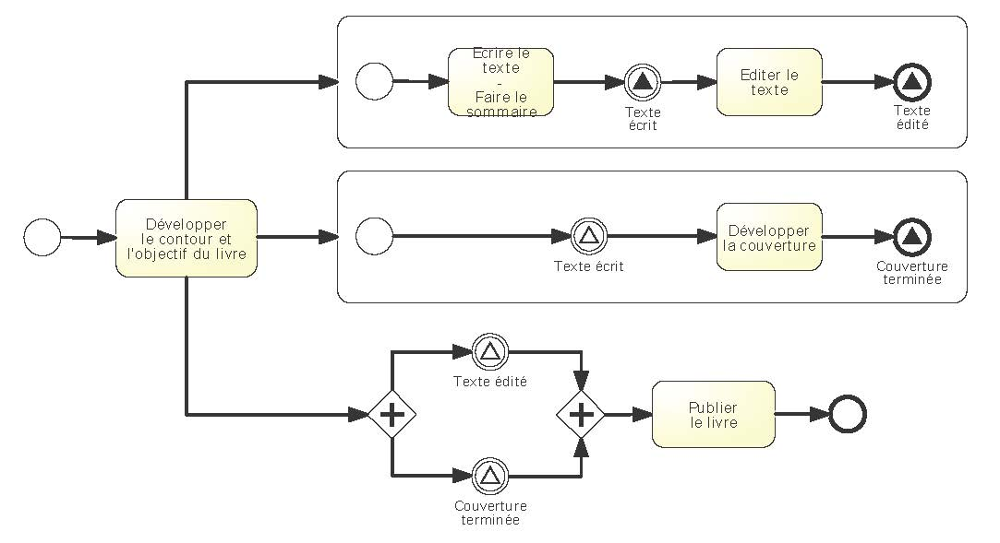 Ecrire le
texte
-
Faire le
sommaire
Texte
écrit
Editer le
texte
Texte
édité
Développer
le contour et
l'objectif du livre
Texte écrit
Développer
la couverture
Couverture
terminée
Texte édité
Publier
le livre
Couverture
terminée